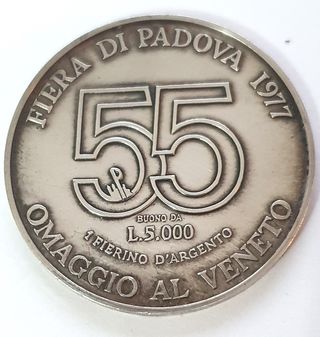 FIERA DI PADOVA 1977
55
P
BUONO DA
L.5.000
1 FIERINO D'ARGENTO
OMAGGIO AL VENETO